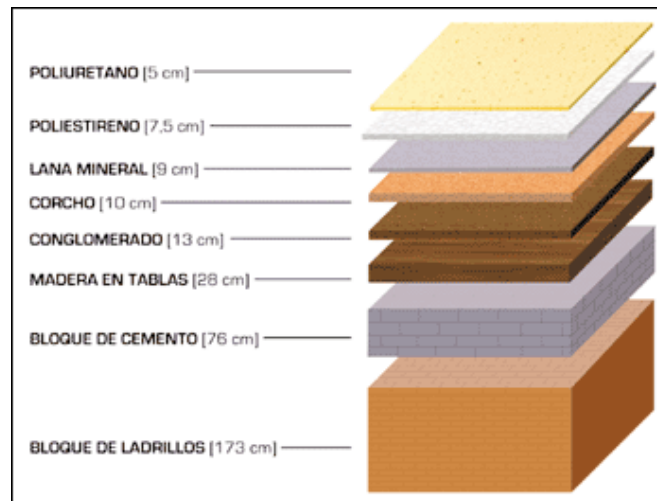 POLIURETANO [5 cm]
POLIESTIRENO [7,5 cm]
LANA MINERAL [9 cm]
CORCHO [10 cm]
CONGLOMERADO [13 cm]
MADERA EN TABLAS [28 cm]
BLOQUE DE CEMENTO [76 cm]
BLOQUE DE LADRILLOS [173 cm]